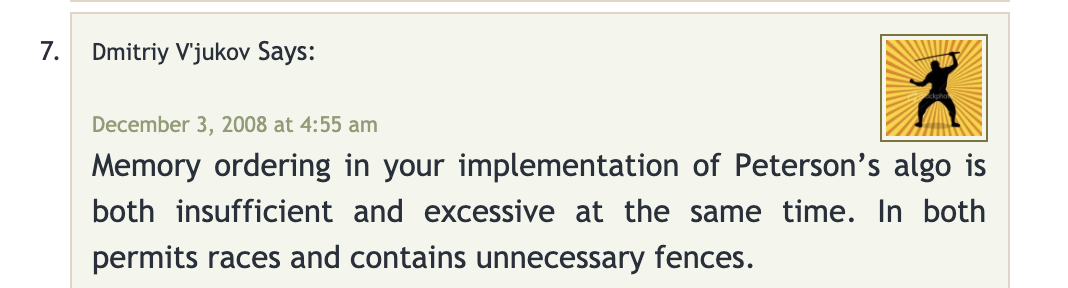 7. Dmitriy V'jukov Says:
December 3, 2008 at 4:55 am
Memory ordering in your implementation of Peterson’s algo is
both insufficient and excessive at the same time. In both
permits races and contains unnecessary fences.